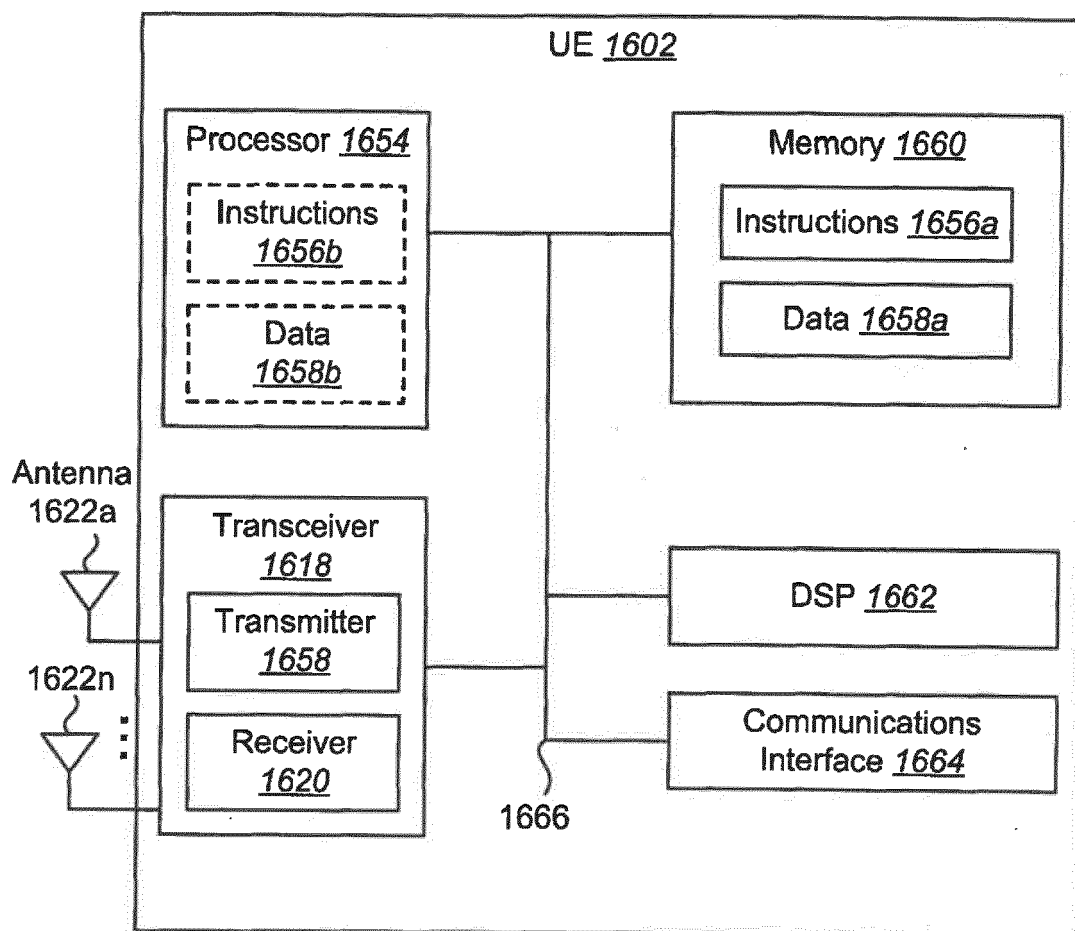 UE 1602
Processor 1654
Instructions
1656b
Data
1658b
Memory 1660
Instructions 1656a
Data 1658a
Antenna
1622a
1622n
Transceiver
1618
Transmitter
1658
Receiver
1620
DSP 1662
Communications
Interface 1664
1666